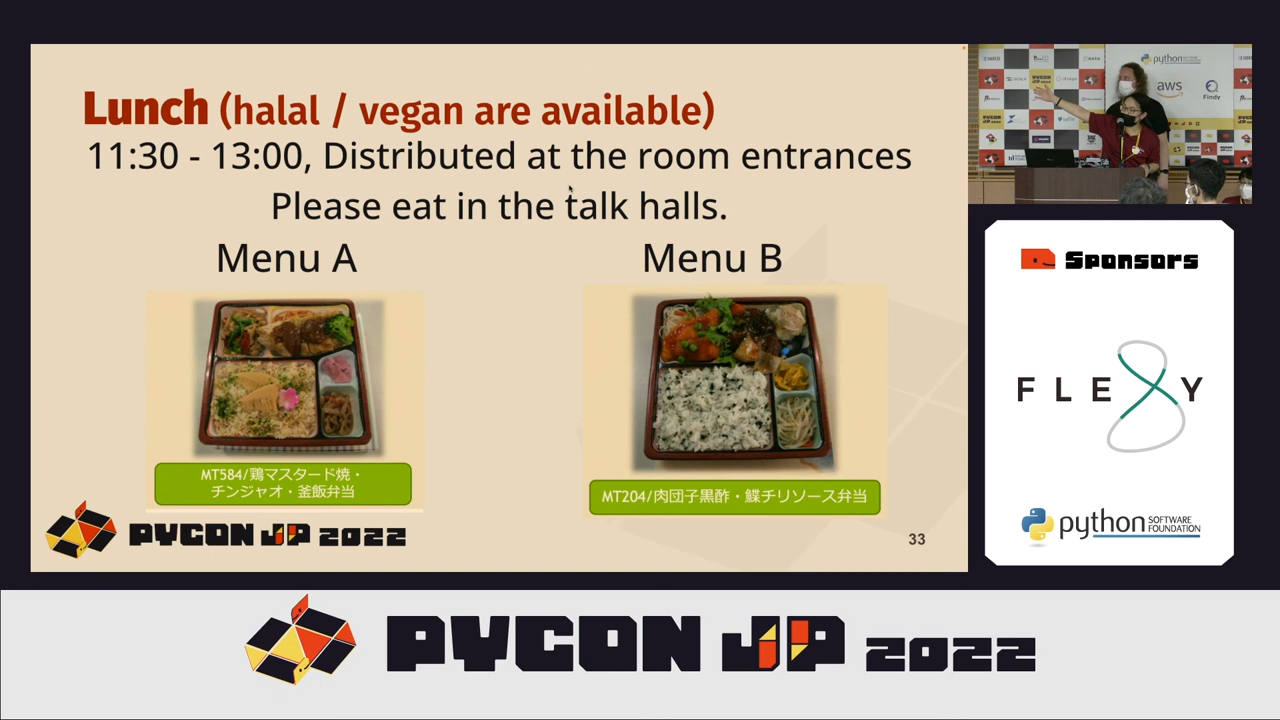 Lunch (halal / vegan are available)
11:30 - 13:00, Distributed at the room entrances
Please eat in the talk halls.
Menu A
Menu B
MT584/鶏マスタード焼・
チンジャオ・釜飯弁当
MT204/肉団子黒酢・鰈チリソース弁当
PYCON JP 2022
33
python
aws
Findy
Sponsors
FLEXY
python SOFTWARE
FOUNDATION
PYCON JP 2022